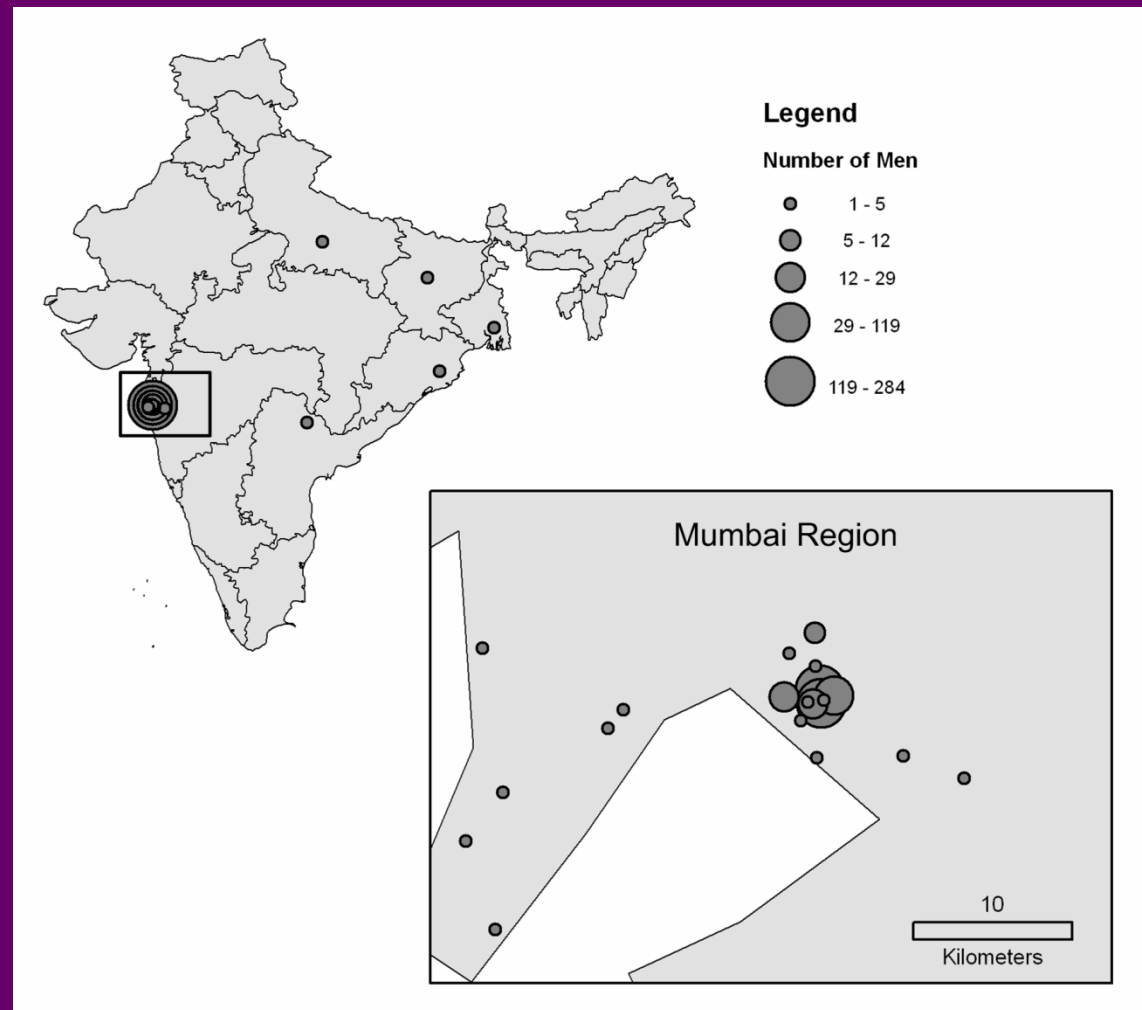 Legend
Number of Men
1 - 5
5 - 12
12 - 29
29 - 119
119 - 284
Mumbai Region
10
Kilometers